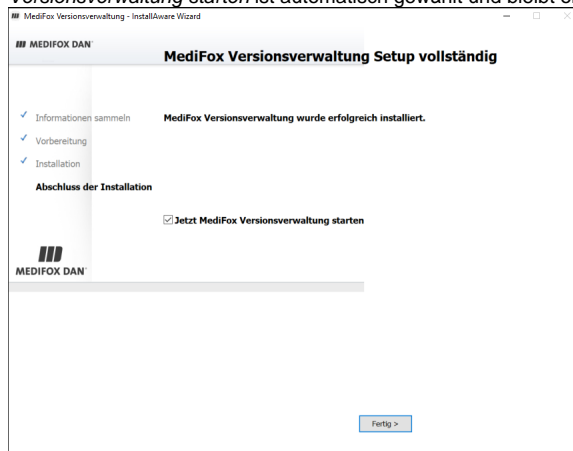 Versionsverwaltung starten ist automatisch gewählt und bleibt
MediFox Versionsverwaltung - InstallAware Wizard
MEDIFOX DAN
MediFox Versionsverwaltung Setup vollständig
Informationen sammeln
MediFox Versionsverwaltung wurde erfolgreich installiert.
Vorbereitung
Installation
Abschluss der Installation
Jetzt MediFox Versionsverwaltung starten
MEDIFOX DAN
Fertig >